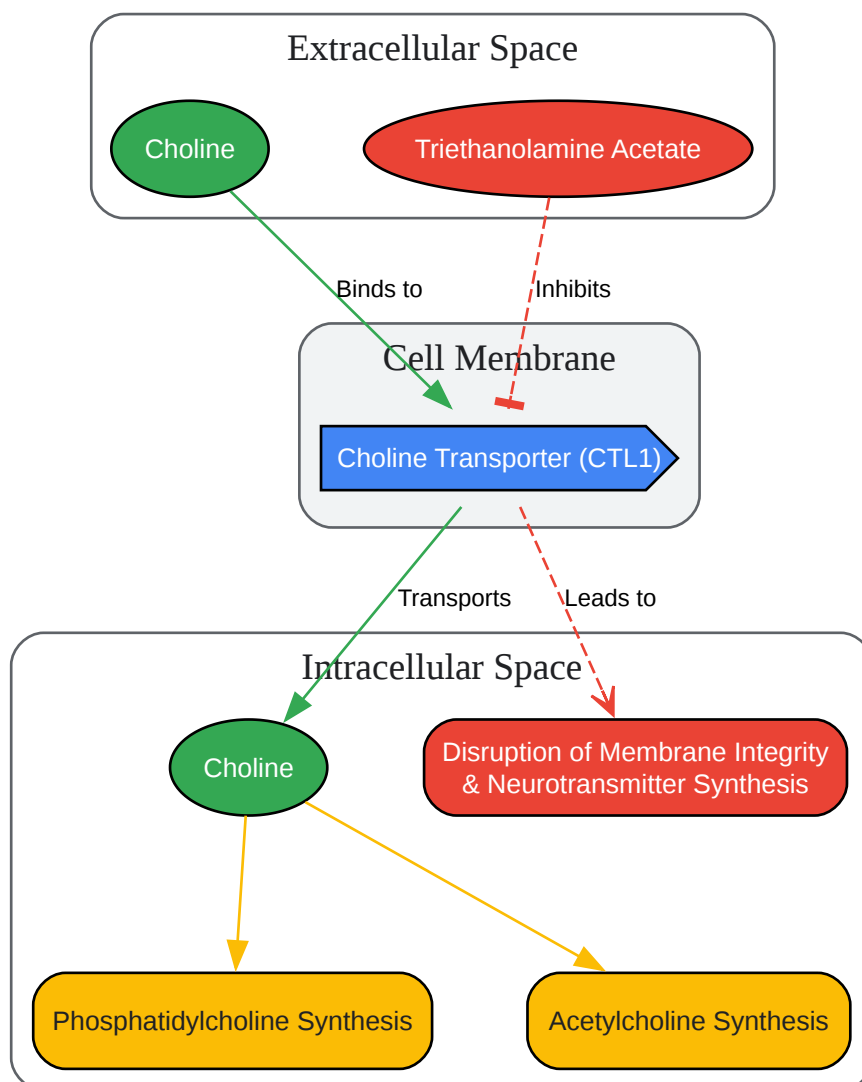 Extracellular Space
Choline
Triethanolamine Acetate
Binds to
Inhibits
Cell Membrane
Choline Transporter (CTL1)
Transports
Leads to
Intracellular Space
Choline
Disruption of Membrane Integrity
& Neurotransmitter Synthesis
Phosphatidylcholine Synthesis
Acetylcholine Synthesis